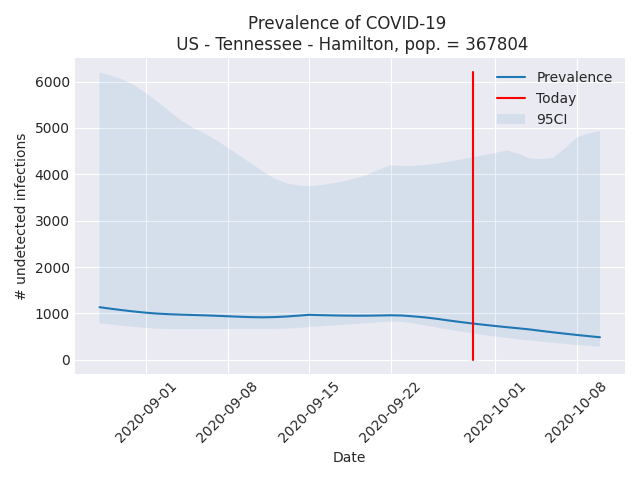 Prevalence of COVID-19
US - Tennessee - Hamilton, pop. = 367804
Prevalence
Today
95CI
6000
5000
4000
3000
2000
1000
0
# undetected infections
2020-09-01
2020-09-08
2020-09-15
2020-09-22
2020-10-01
2020-10-08
Date